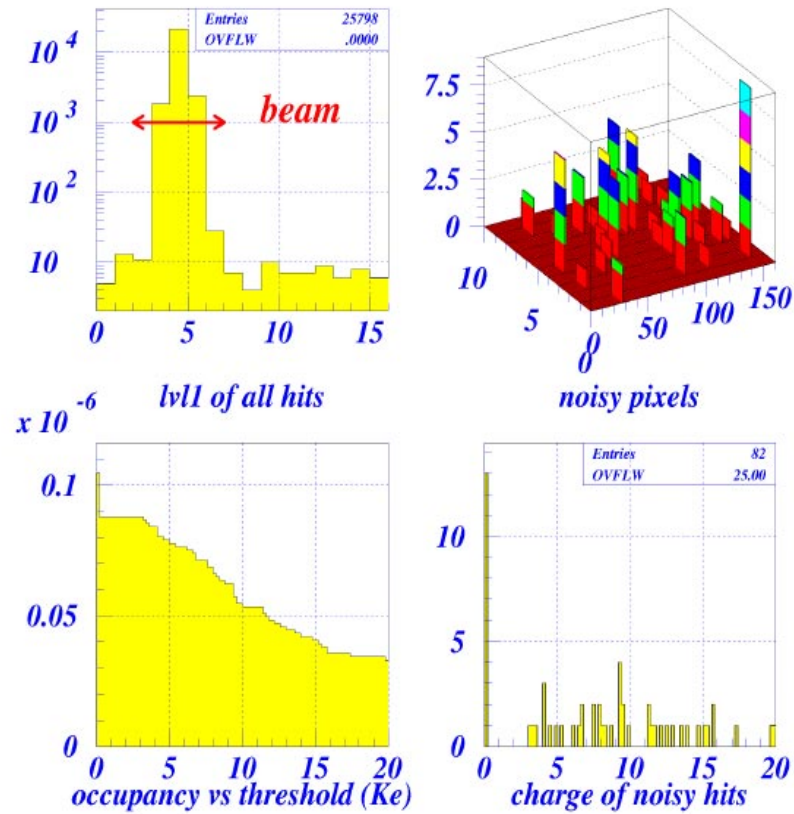 Entries 25798
OVFLW .0000
10 4
10 3
10 2
10
beam
0 5 10 15
lvl1 of all hits
7.5
5
2.5
0
10
5
0
0
50
100
150
noisy pixels
x 10 -6
0.1
0.05
0
0 5 10 15 20
occupancy vs threshold (Ke)
Entries 82
OVFLW 25.00
10
5
0
0 5 10 15 20
charge of noisy hits